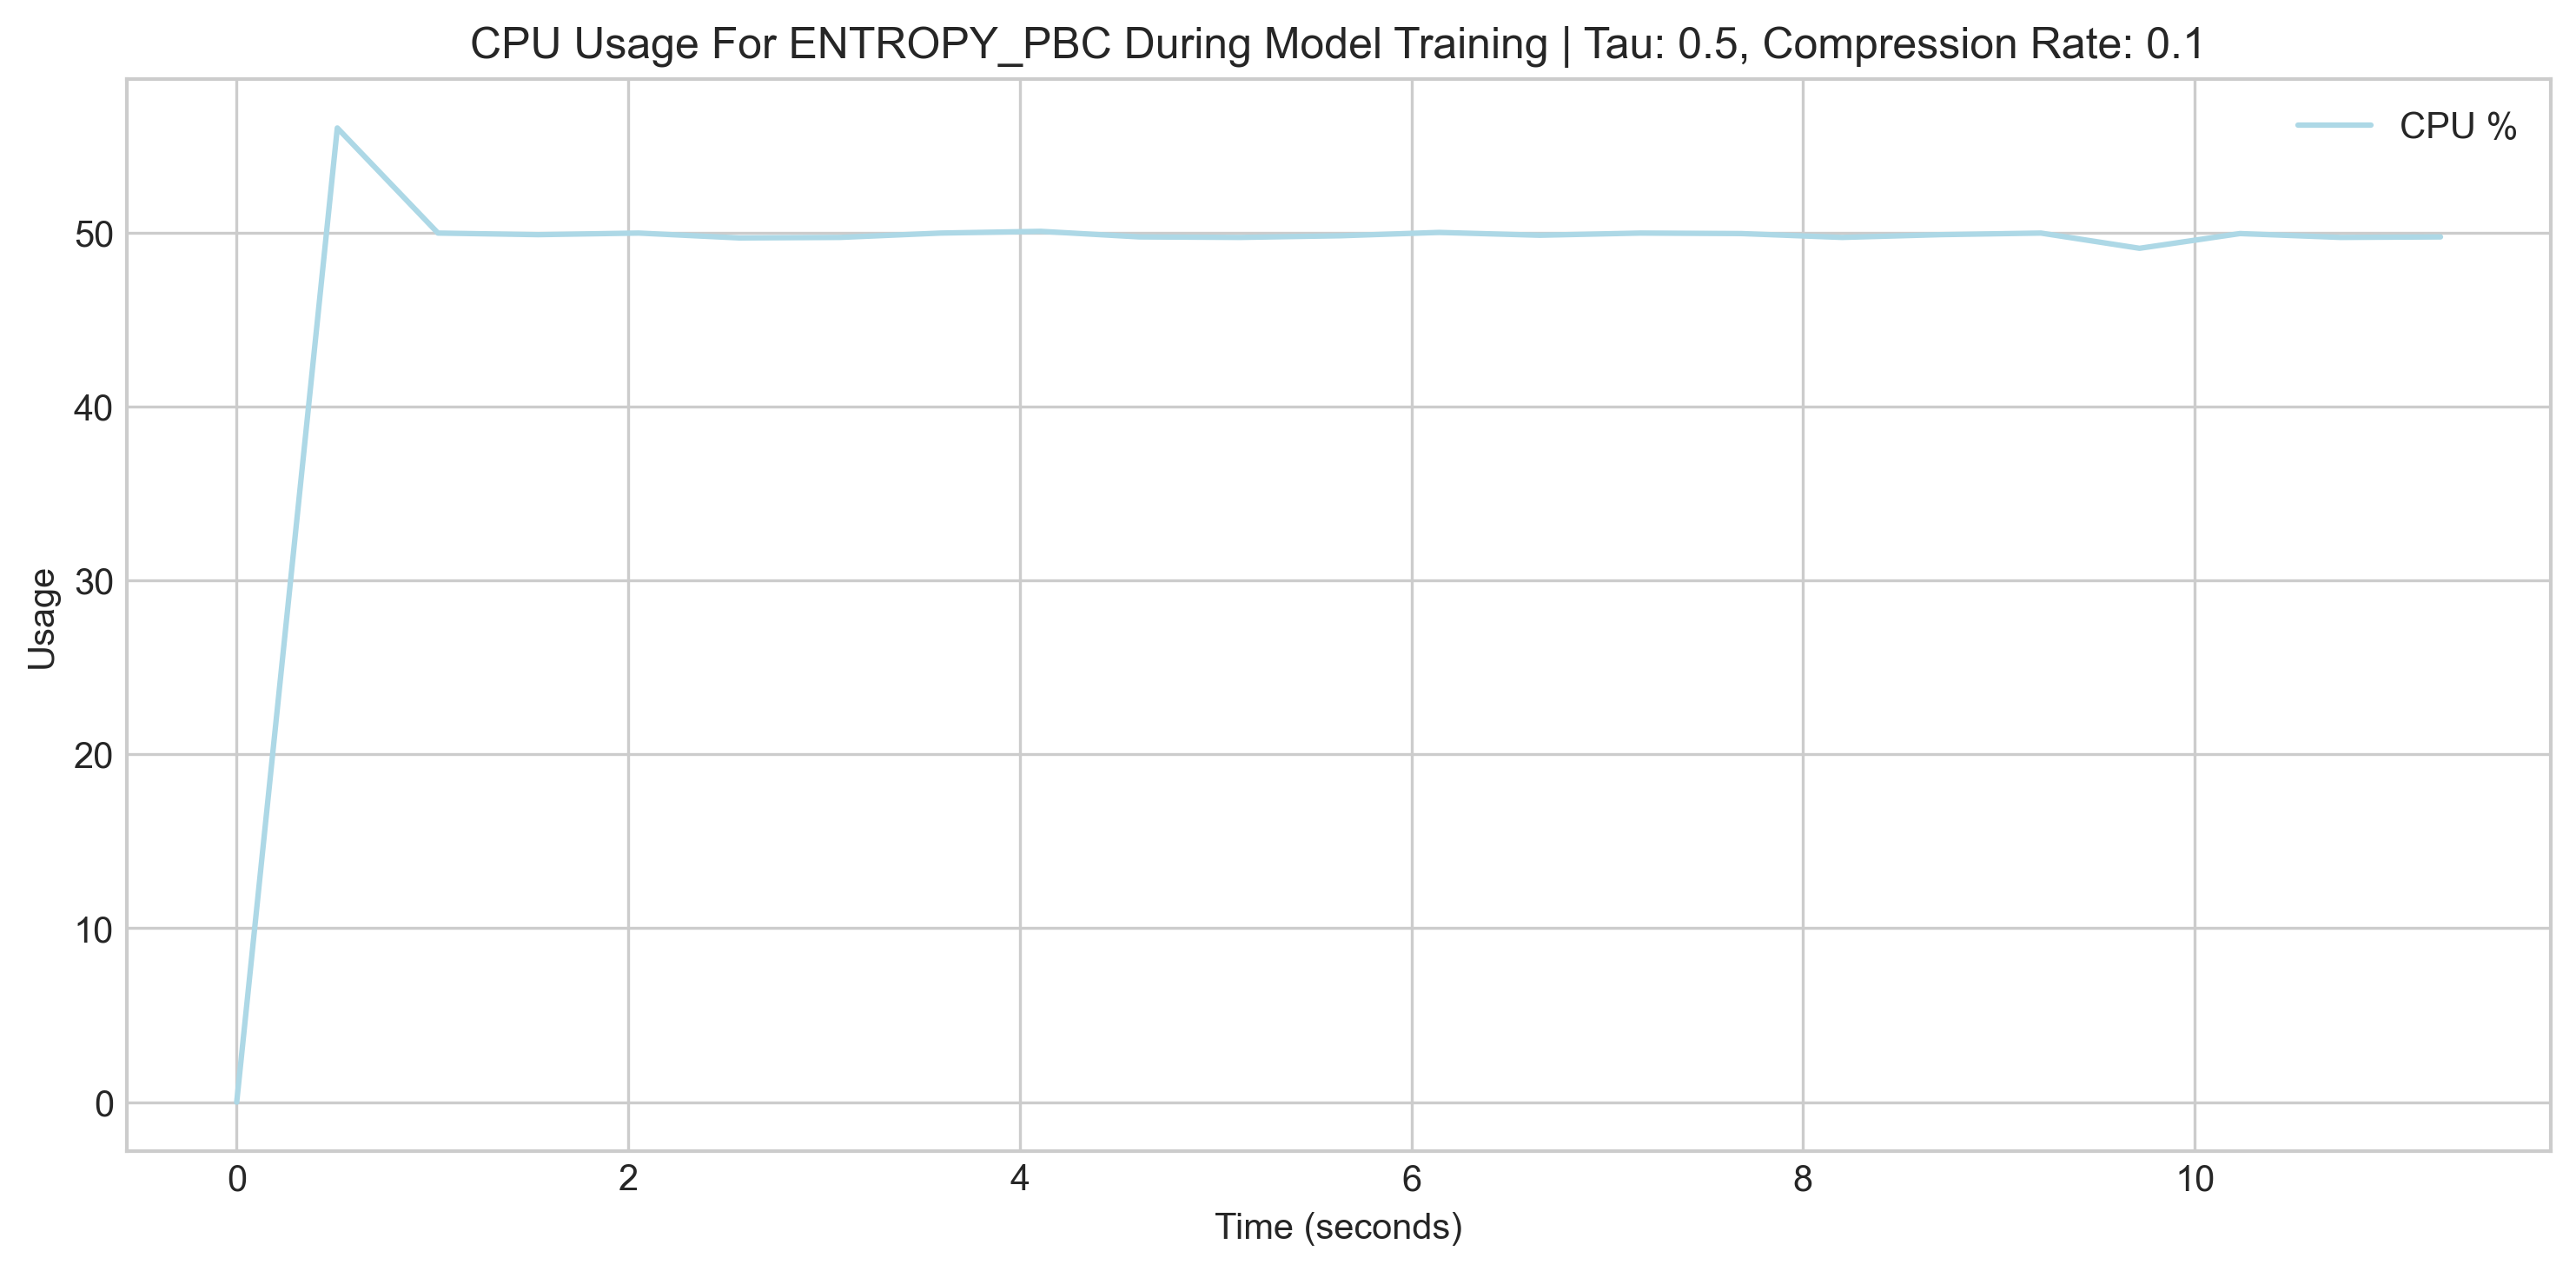 CPU Usage For ENTROPY_PBC During Model Training | Tau: 0.5, Compression Rate: 0.1
CPU %
50
40
30
20
10
0
Usage
0 2 4 6 8 10
Time (seconds)